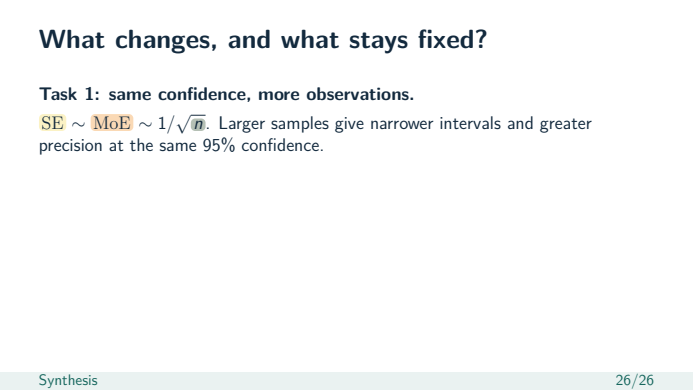 What changes, and what stays fixed?
Task 1: same confidence, more observations.
SE ∼ MoE ∼ 1/√n. Larger samples give narrower intervals and greater
precision at the same 95% confidence.
Synthesis 26/26